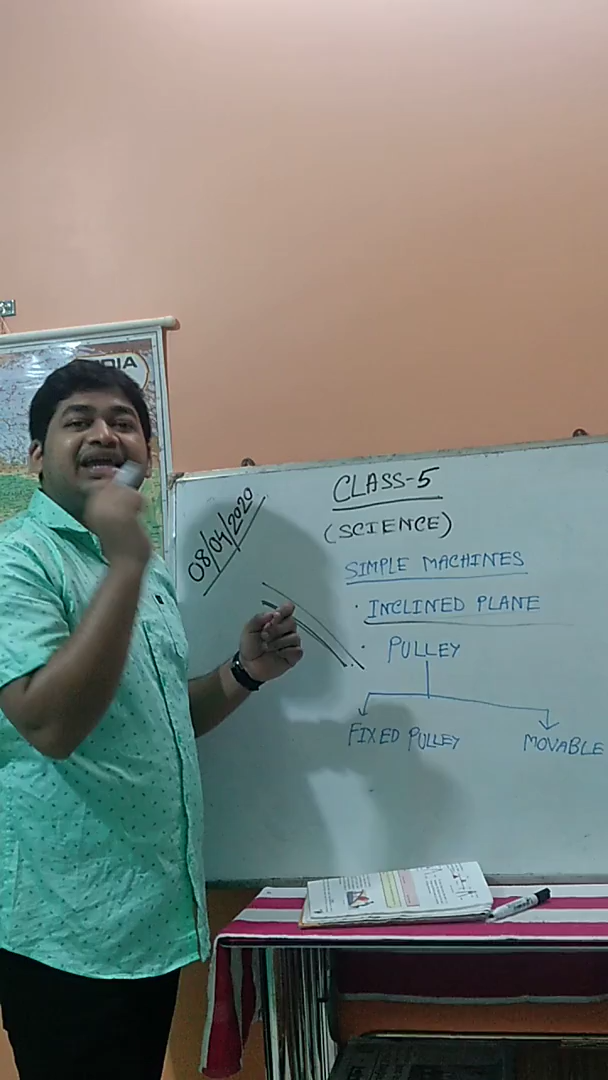 08/04/2020
CLASS-5
(SCIENCE)
SIMPLE MACHINES
· INCLINED PLANE
· PULLEY
FIXED PULLEY
MOVABLE